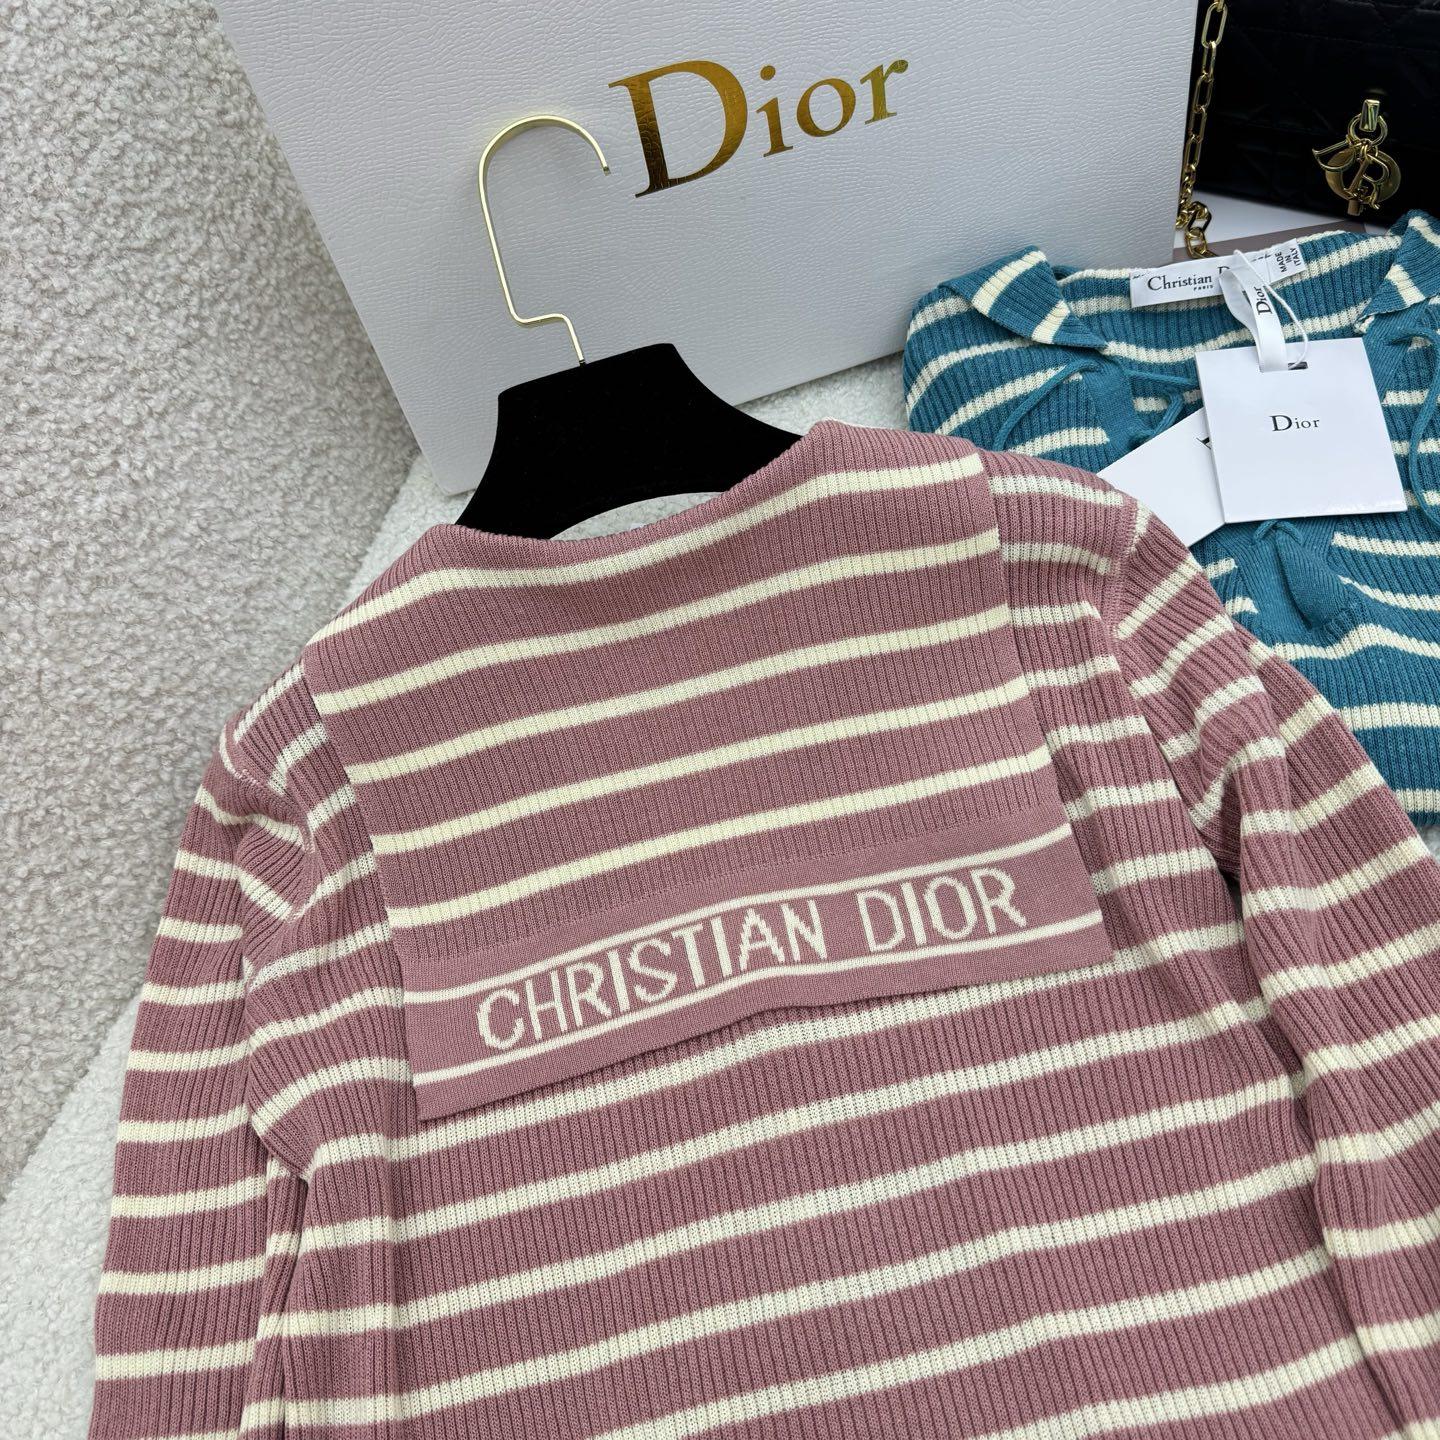 Dior
Christian D
PARIS
MADE
IN
ITALY
Dior
Dior
CHRISTIAN DIOR